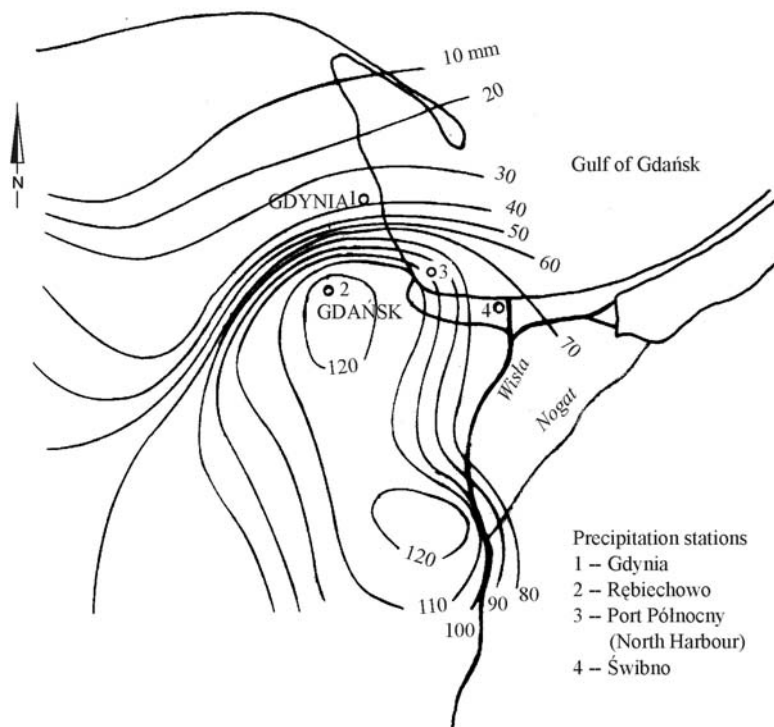 10 mm
20
N
Gulf of Gdańsk
30
GDYNIA 1
40
50
60
3
2
GDAŃSK
4
70
120
Wisła
Nogat
120
110
100
90
80
Precipitation stations
1 -- Gdynia
2 -- Rębiechowo
3 -- Port Północny
(North Harbour)
4 -- Świbno